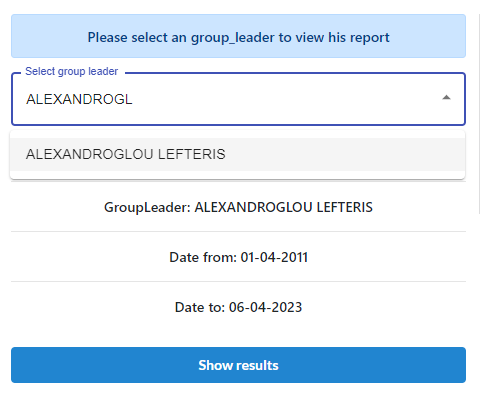 Please select an group_leader to view his report
Select group leader
ALEXANDROGL
ALEXANDROGLOU LEFTERIS
GroupLeader: ALEXANDROGLOU LEFTERIS
Date from: 01-04-2011
Date to: 06-04-2023
Show results